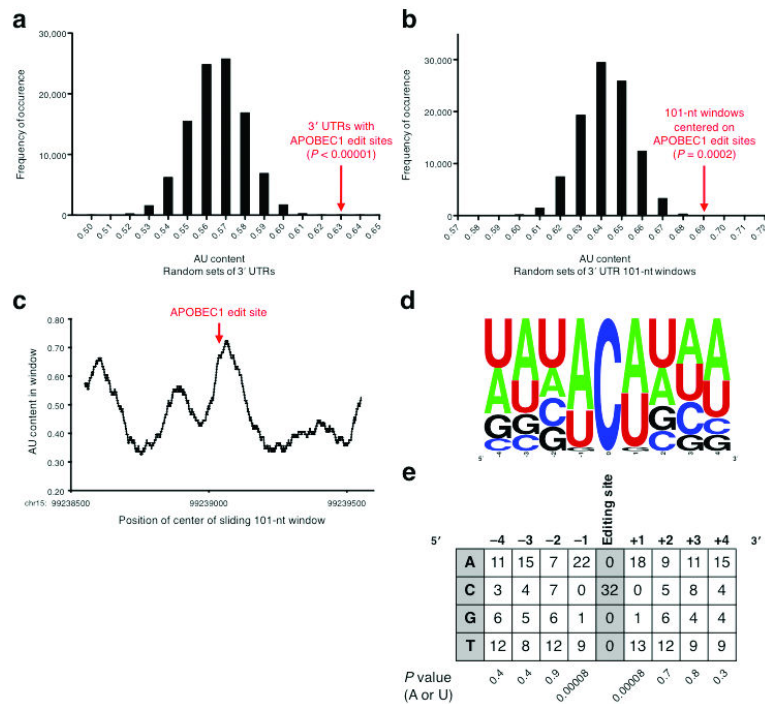 a
30,000
20,000
10,000
0
Frequency of occurence
3′ UTRs with
APOBEC1 edit sites
(P < 0.00001)
0.50 0.51 0.52 0.53 0.54 0.55 0.56 0.57 0.58 0.59 0.60 0.61 0.62 0.63 0.64 0.65
AU content
Random sets of 3′ UTRs
b
40,000
30,000
20,000
10,000
0
Frequency of occurence
101-nt windows
centered on
APOBEC1 edit sites
(P = 0.0002)
0.57 0.58 0.59 0.60 0.61 0.62 0.63 0.64 0.65 0.66 0.67 0.68 0.69 0.70 0.71 0.72
AU content
Random sets of 3′ UTR 101-nt windows
c
APOBEC1 edit site
0.80
0.70
0.60
0.50
0.40
0.30
0.20
AU content in window
chr15: 99238500 99239000 99239500
Position of center of sliding 101-nt window
d
U A U A C A U A A
A U A U U A U U
G G C G C C
C C G C G G
5′ 3′
e
Editing site
5′ −4 −3 −2 −1 +1 +2 +3 +4 3′
A 11 15 7 22 0 18 9 11 15
C 3 4 7 0 32 0 5 8 4
G 6 5 6 1 0 1 6 4 4
T 12 8 12 9 0 13 12 9 9
P value
(A or U)
0.4 0.4 0.9 0.00008 0.00008 0.7 0.8 0.3